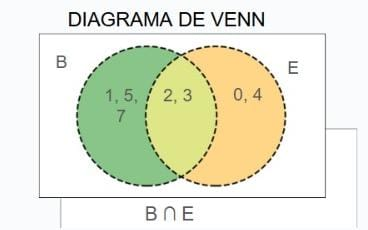 DIAGRAMA DE VENN
B
E
1, 5,
7
2, 3
0, 4
B ∩ E